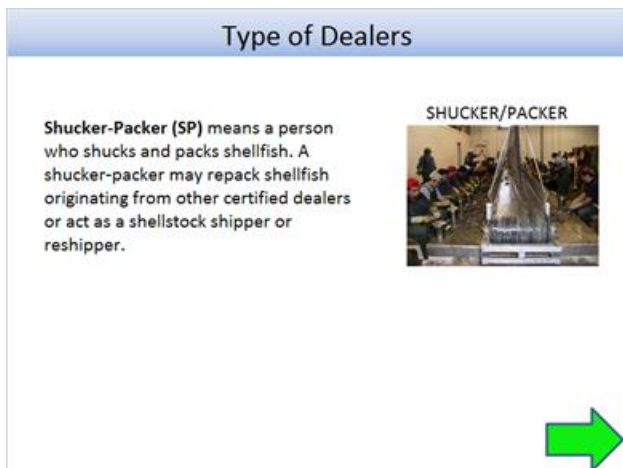 Type of Dealers
Shucker-Packer (SP) means a person
who shucks and packs shellfish. A
shucker-packer may repack shellfish
originating from other certified dealers
or act as a shellstock shipper or
reshipper.
SHUCKER/PACKER